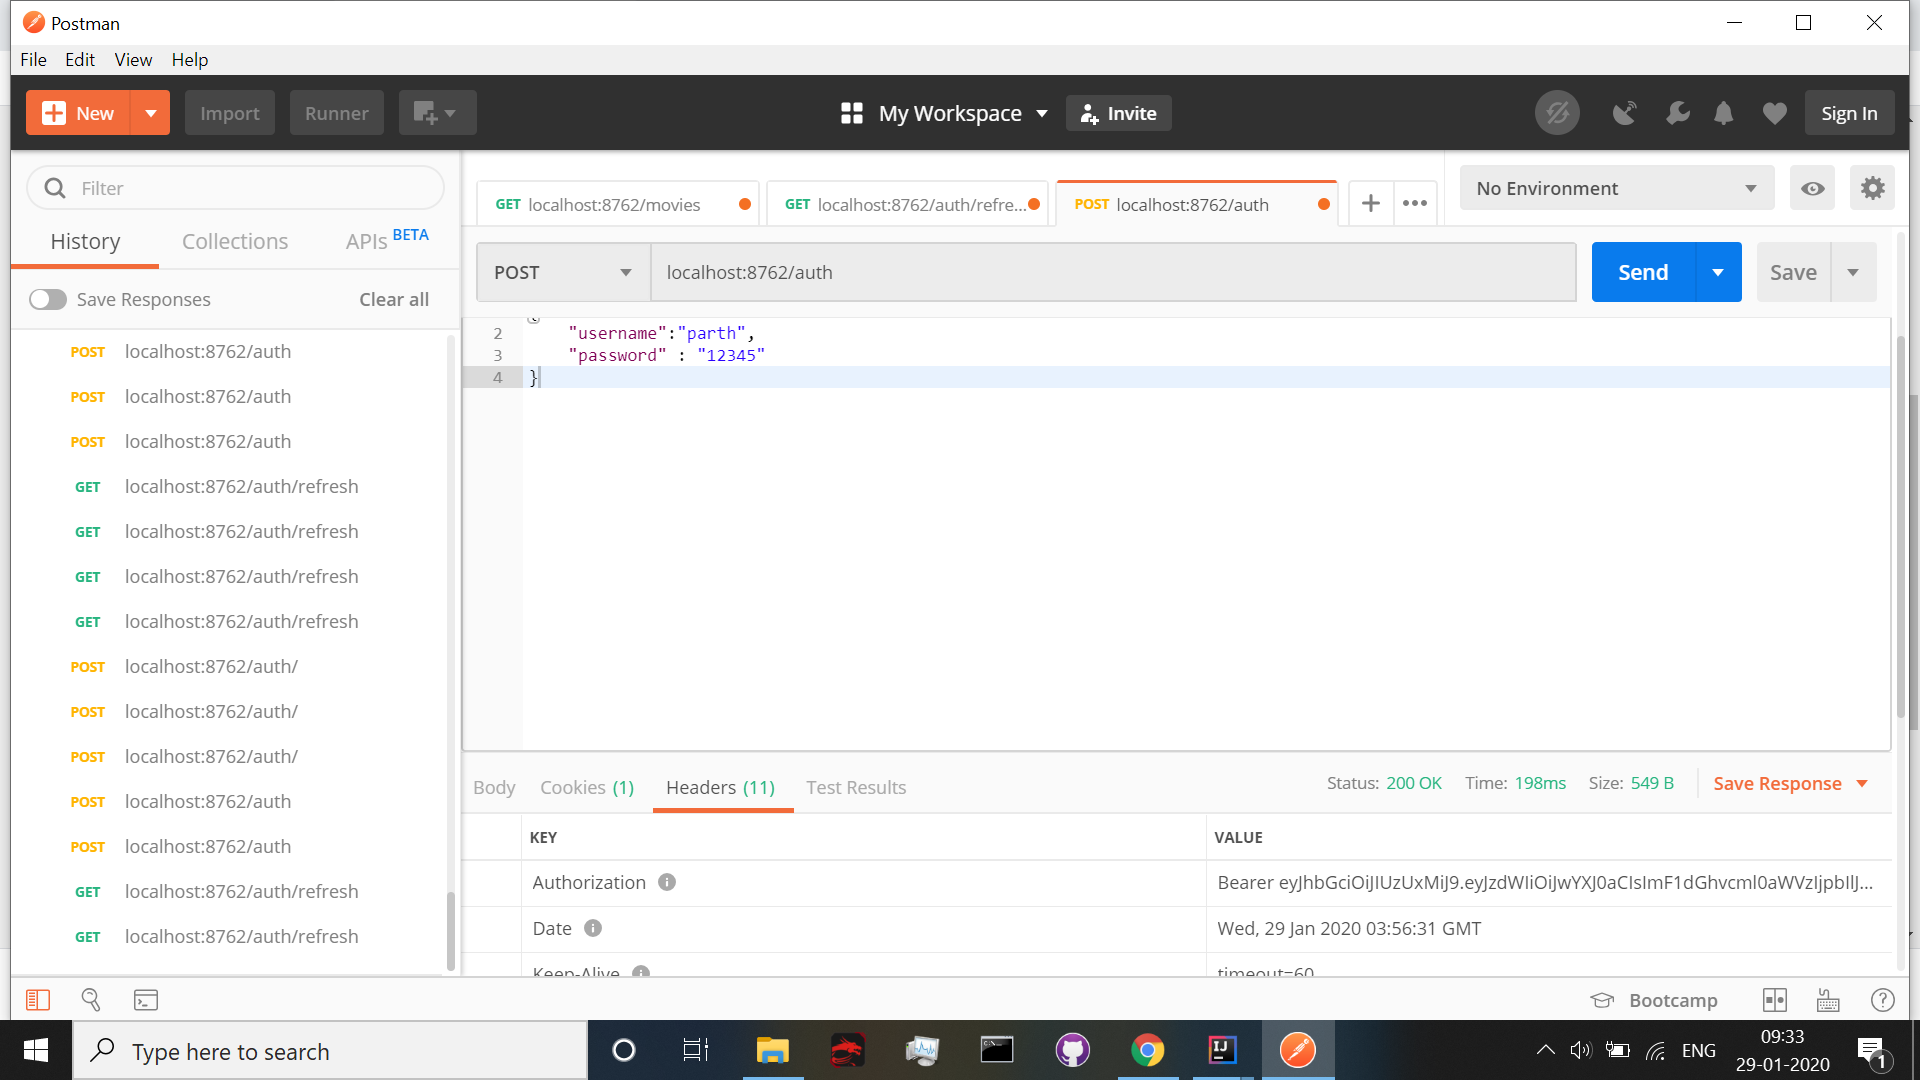 Postman
File Edit View Help
New Import Runner My Workspace Invite Sign In
Filter
History Collections APIs BETA
Save Responses Clear all
POST localhost:8762/auth
POST localhost:8762/auth
POST localhost:8762/auth
GET localhost:8762/auth/refresh
GET localhost:8762/auth/refresh
GET localhost:8762/auth/refresh
GET localhost:8762/auth/refresh
POST localhost:8762/auth/
POST localhost:8762/auth/
POST localhost:8762/auth/
POST localhost:8762/auth
POST localhost:8762/auth
GET localhost:8762/auth/refresh
GET localhost:8762/auth/refresh
GET localhost:8762/movies GET localhost:8762/auth/refre... POST localhost:8762/auth
No Environment
POST localhost:8762/auth Send Save
2 "username":"parth",
3 "password" : "12345"
4 }
Body Cookies (1) Headers (11) Test Results Status: 200 OK Time: 198ms Size: 549 B Save Response
KEY VALUE
Authorization Bearer eyJhbGciOiJIUzUxMiJ9.eyJzdWIiOiJwYXJ0aCIsImF1dGhvcml0aWVzIjpbIlJ...
Date Wed, 29 Jan 2020 03:56:31 GMT
Keep-Alive timeout=60
Bootcamp
Type here to search
ENG 09:33
29-01-2020
1